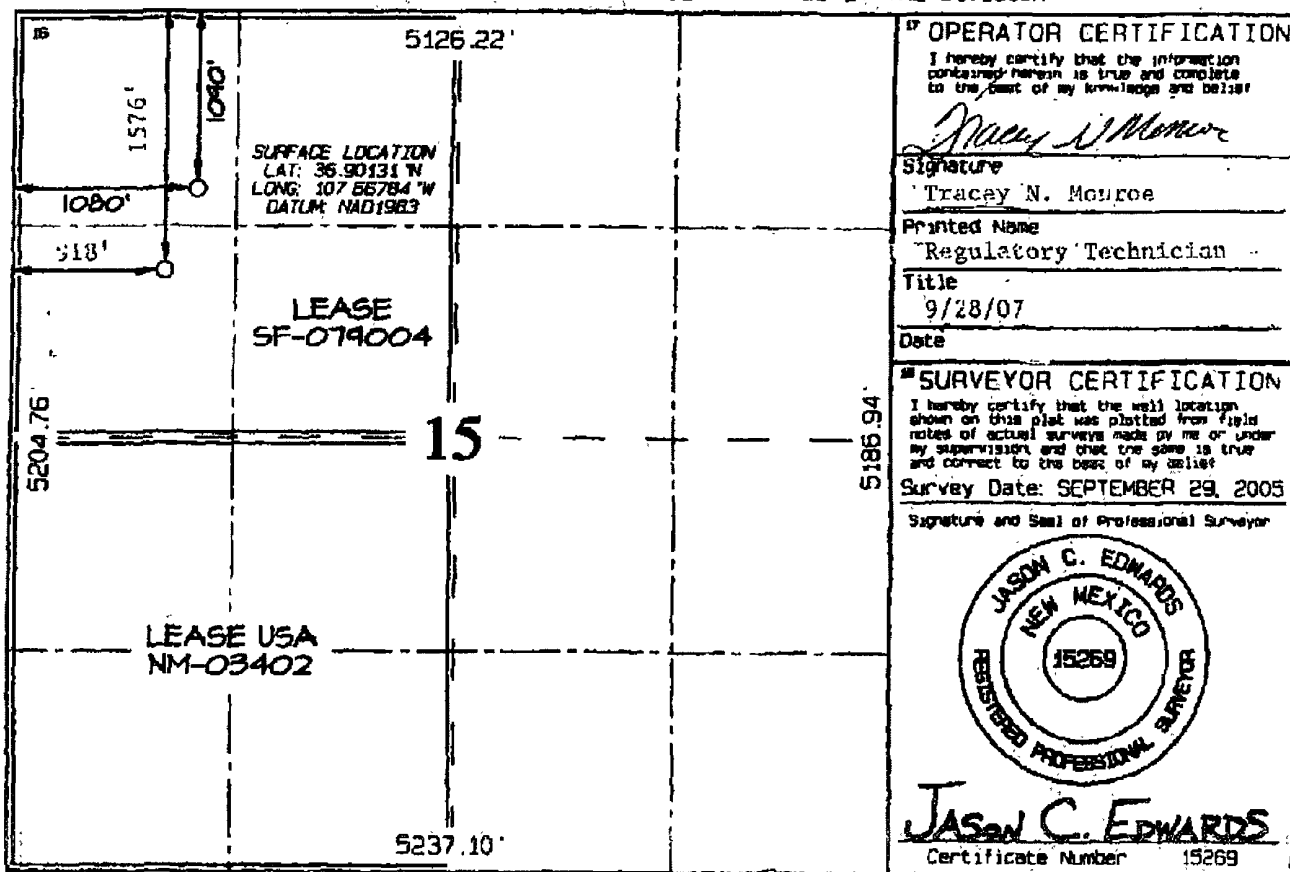 16
5126.22'
1576'
1090'
SURFACE LOCATION
LAT: 36.90131 °N
LONG: 107.66784 °W
DATUM: NAD1983
1080'
918'
LEASE
SF-079004
5204.76'
15
5186.94'
LEASE USA
NM-03402
5237.10'
17 OPERATOR CERTIFICATION
I hereby certify that the information
contained herein is true and complete
to the best of my knowledge and belief
Tracey N Monroe
Signature
Tracey N. Monroe
Printed Name
Regulatory Technician
Title
9/28/07
Date
18 SURVEYOR CERTIFICATION
I hereby certify that the well location
shown on this plat was plotted from field
notes of actual surveys made by me or under
my supervision and that the same is true
and correct to the best of my belief
Survey Date: SEPTEMBER 29, 2005
Signature and Seal of Professional Surveyor
JASON C. EDWARDS
NEW MEXICO
15269
REGISTERED PROFESSIONAL SURVEYOR
JASON C. EDWARDS
Certificate Number 15269